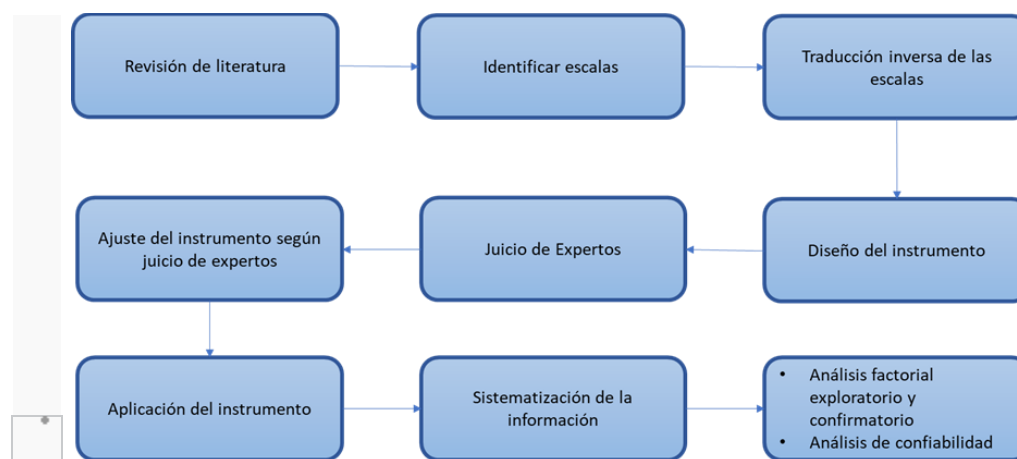 Revisión de literatura
Identificar escalas
Traducción inversa de las
escalas
Diseño del instrumento
Juicio de Expertos
Ajuste del instrumento según
juicio de expertos
Aplicación del instrumento
Sistematización de la
información
• Análisis factorial
exploratorio y
confirmatorio
• Análisis de confiabilidad